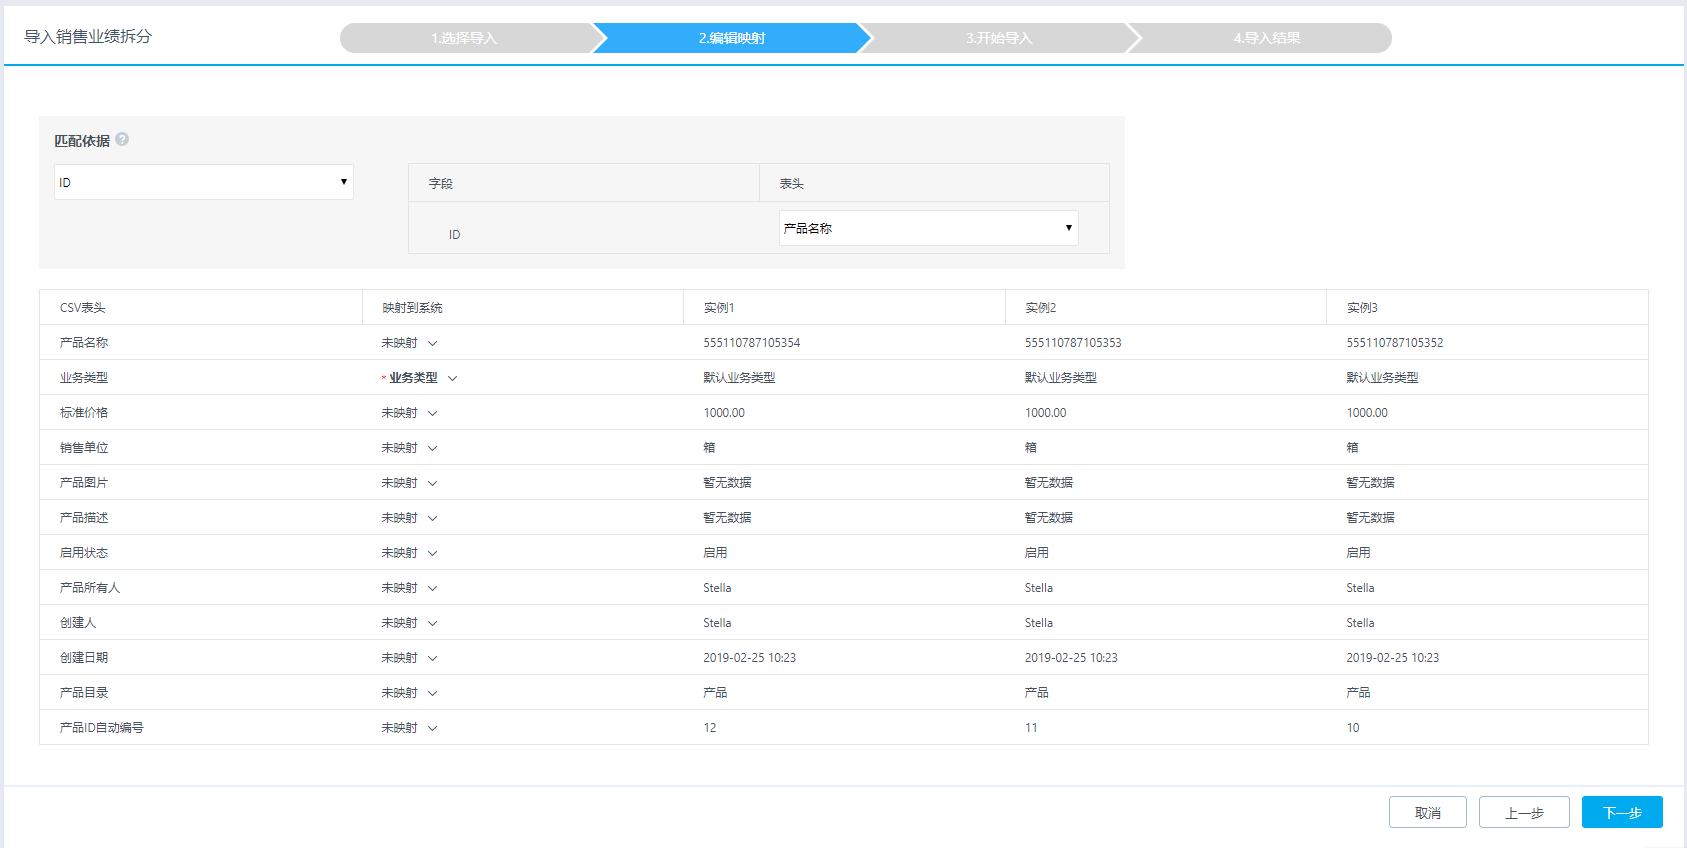 导入销售业绩拆分
1.选择导入
2.编辑映射
3.开始导入
4.导入结果
匹配依据 ?
ID
字段 表头
ID 产品名称
CSV表头 映射到系统 实例1 实例2 实例3
产品名称 未映射 555110787105354 555110787105353 555110787105352
业务类型 * 业务类型 默认业务类型 默认业务类型 默认业务类型
标准价格 未映射 1000.00 1000.00 1000.00
销售单位 未映射 箱 箱 箱
产品图片 未映射 暂无数据 暂无数据 暂无数据
产品描述 未映射 暂无数据 暂无数据 暂无数据
启用状态 未映射 启用 启用 启用
产品所有人 未映射 Stella Stella Stella
创建人 未映射 Stella Stella Stella
创建日期 未映射 2019-02-25 10:23 2019-02-25 10:23 2019-02-25 10:23
产品目录 未映射 产品 产品 产品
产品ID自动编号 未映射 12 11 10
取消 上一步 下一步